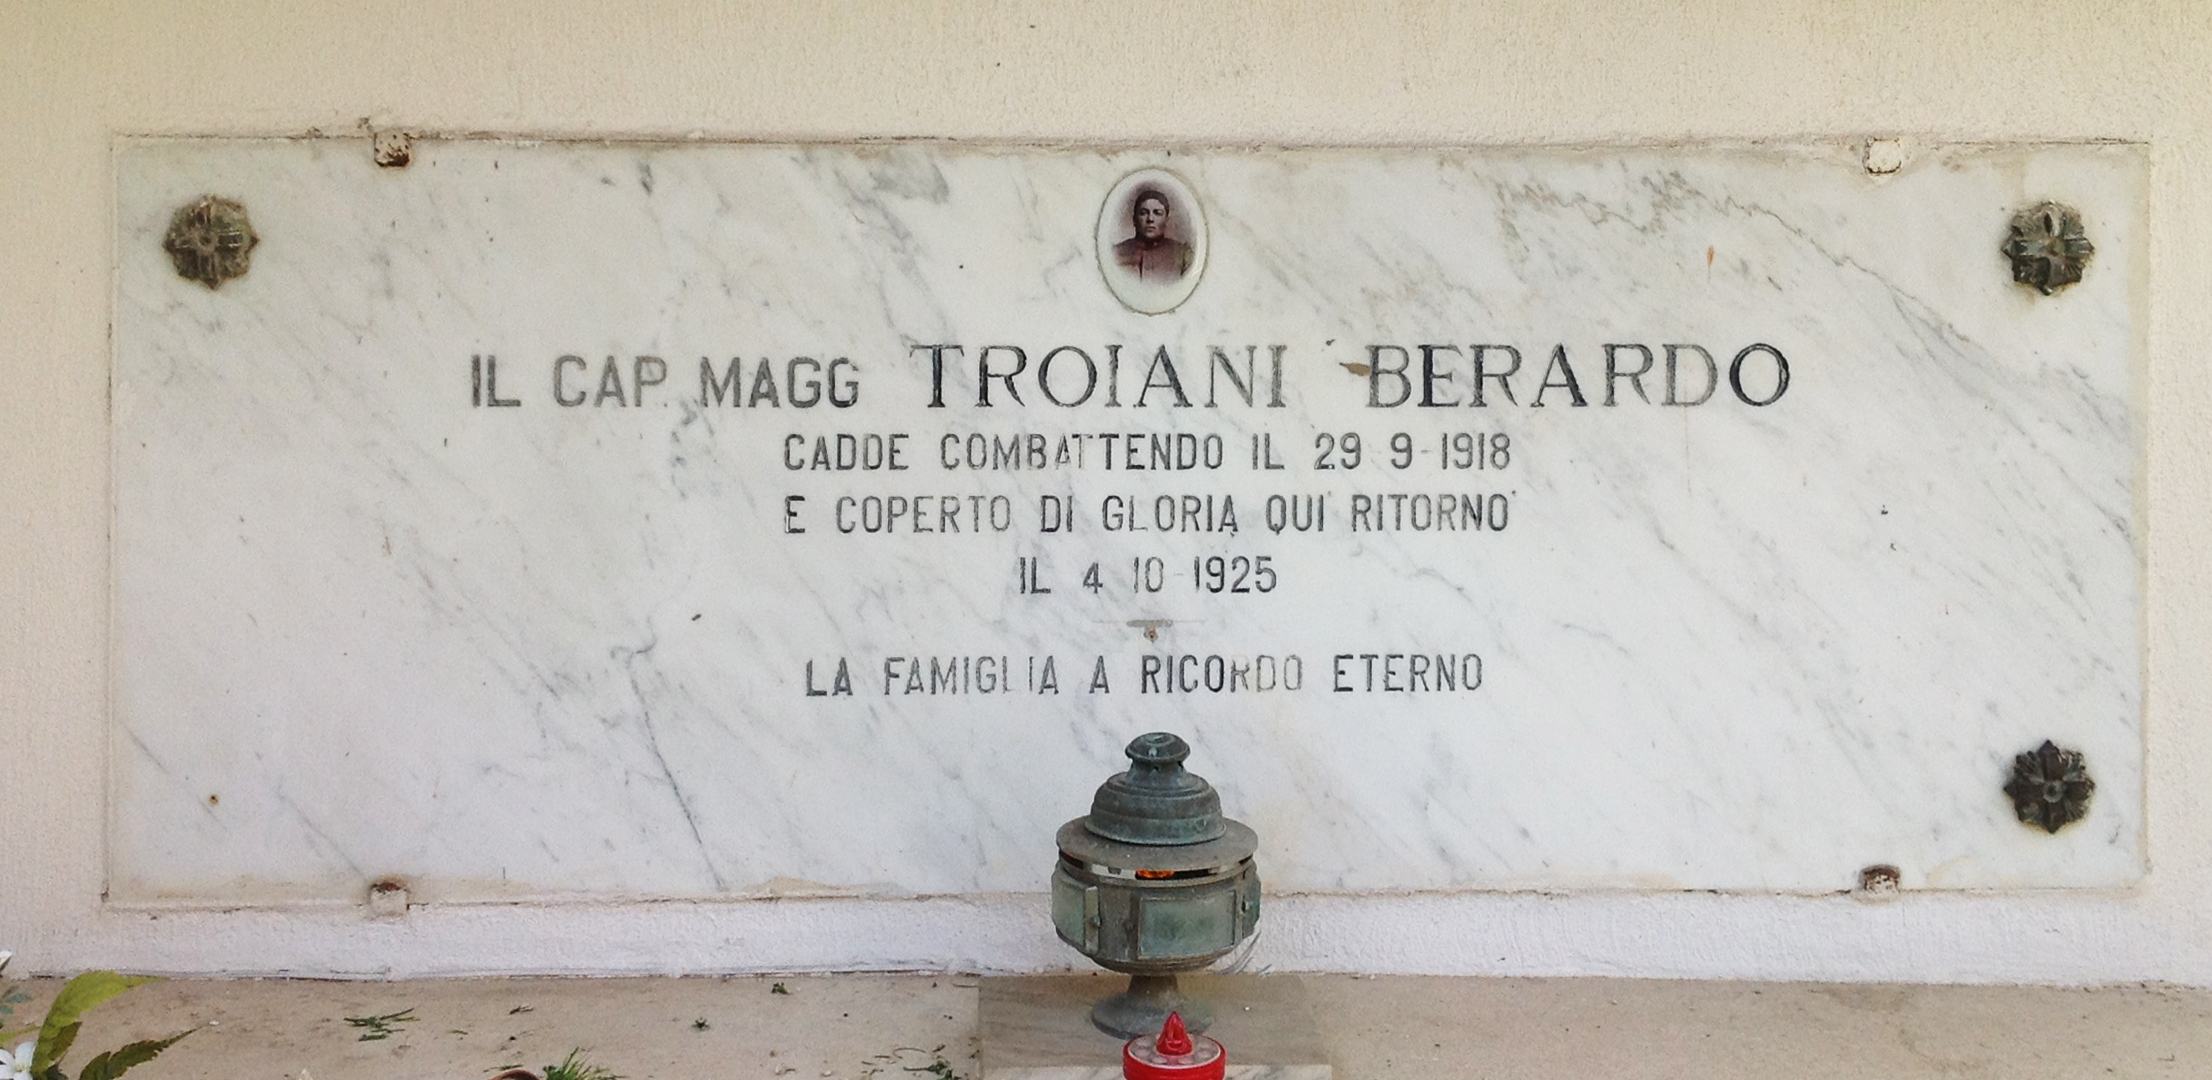 IL CAP. MAGG TROIANI BERARDO
CADDE COMBATTENDO IL 29 9-1918
E COPERTO DI GLORIA QUI RITORNO'
IL 4 10-1925
LA FAMIGLIA A RICORDO ETERNO